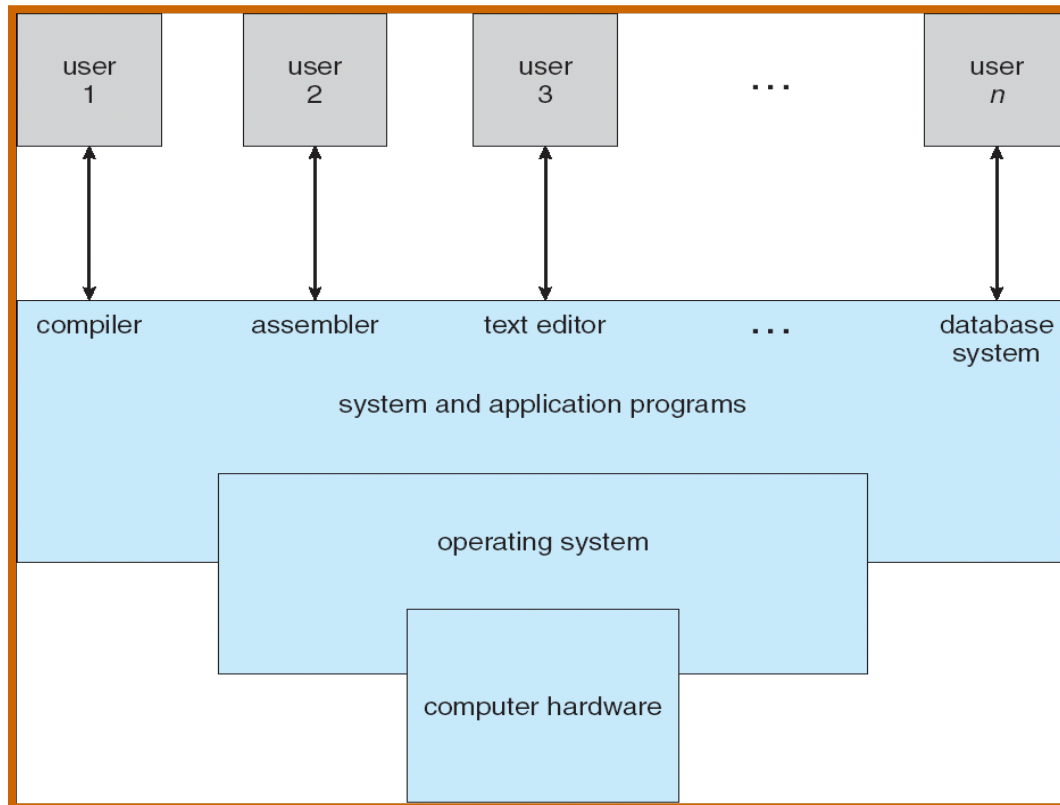 user
1
user
2
user
3
...
user
n
compiler
assembler
text editor
...
database
system
system and application programs
operating system
computer hardware